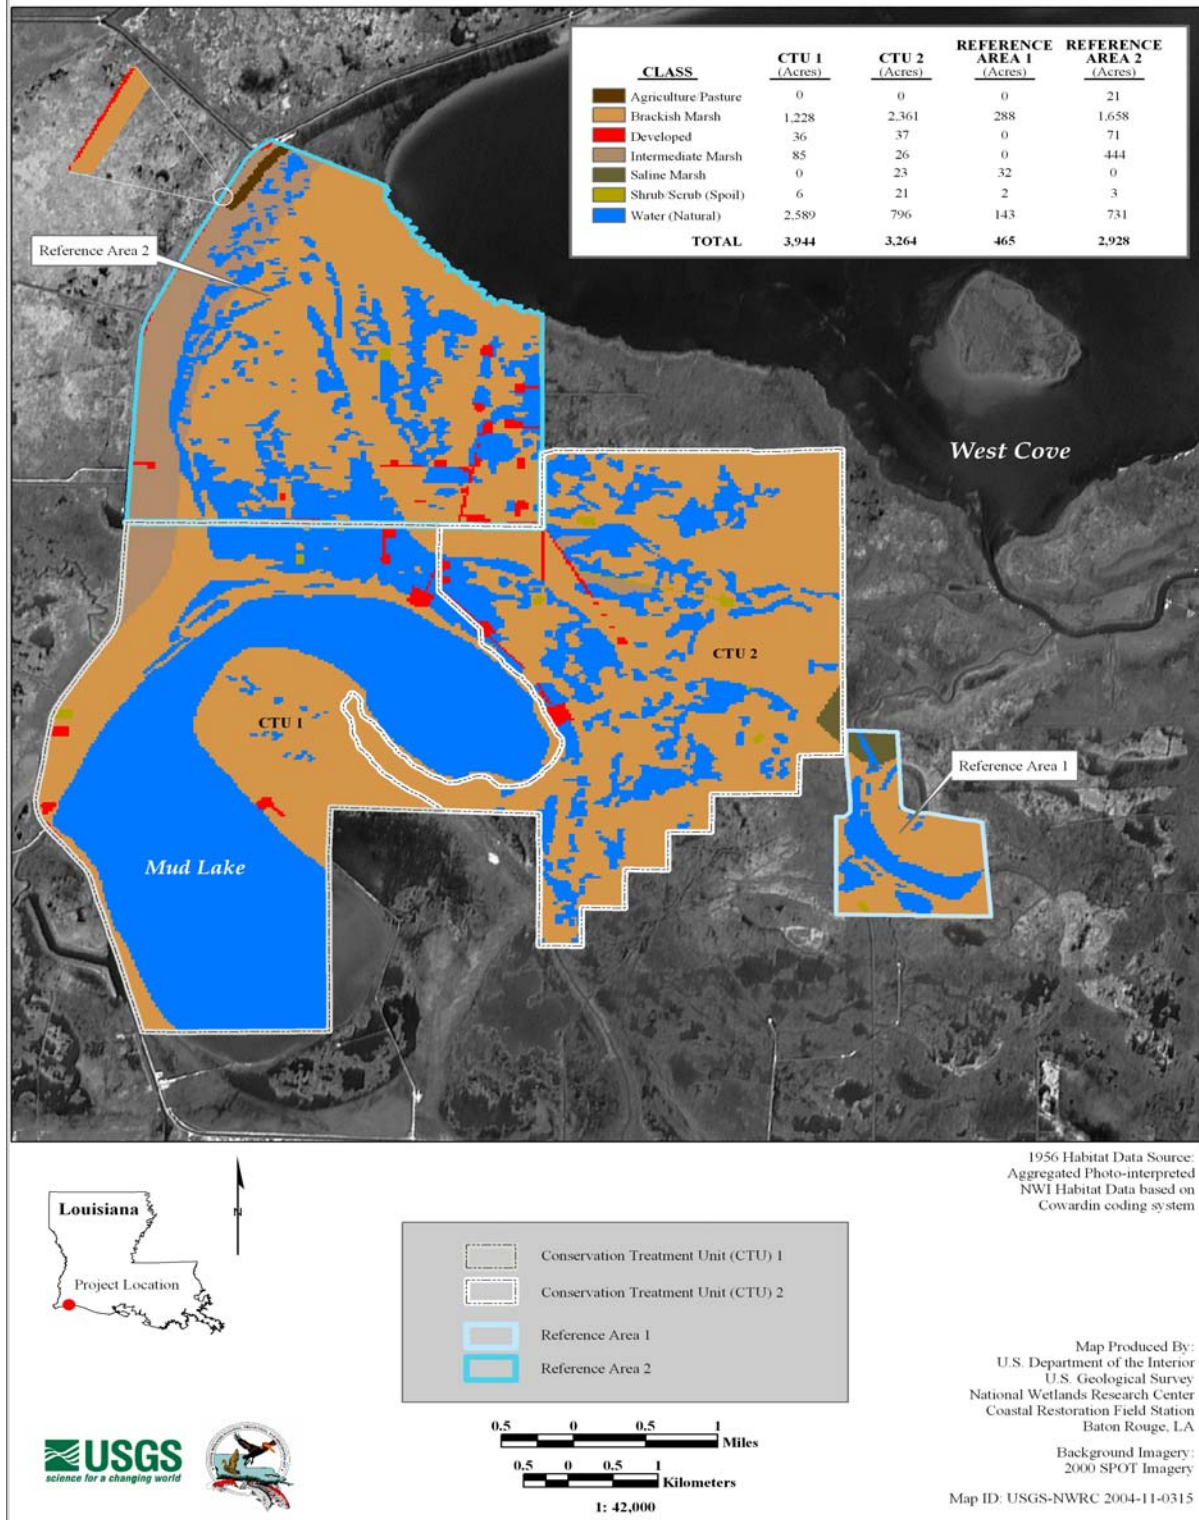 CLASS CTU 1 (Acres) CTU 2 (Acres) REFERENCE AREA 1 (Acres) REFERENCE AREA 2 (Acres)
Agriculture/Pasture 0 0 0 21
Brackish Marsh 1,228 2,361 288 1,658
Developed 36 37 0 71
Intermediate Marsh 85 26 0 444
Saline Marsh 0 23 32 0
Shrub/Scrub (Spoil) 6 21 2 3
Water (Natural) 2,589 796 143 731
TOTAL 3,944 3,264 465 2,928
Reference Area 2
West Cove
CTU 2
CTU 1
Reference Area 1
Mud Lake
1956 Habitat Data Source:
Aggregated Photo-interpreted
NWI Habitat Data based on
Cowardin coding system
N
Louisiana
Project Location
Conservation Treatment Unit (CTU) 1
Conservation Treatment Unit (CTU) 2
Reference Area 1
Reference Area 2
Map Produced By:
U.S. Department of the Interior
U.S. Geological Survey
National Wetlands Research Center
Coastal Restoration Field Station
Baton Rouge, LA
Background Imagery:
2000 SPOT Imagery
Map ID: USGS-NWRC 2004-11-0315
USGS
science for a changing world
0.5 0 0.5 1
Miles
0.5 0 0.5 1
Kilometers
1: 42,000